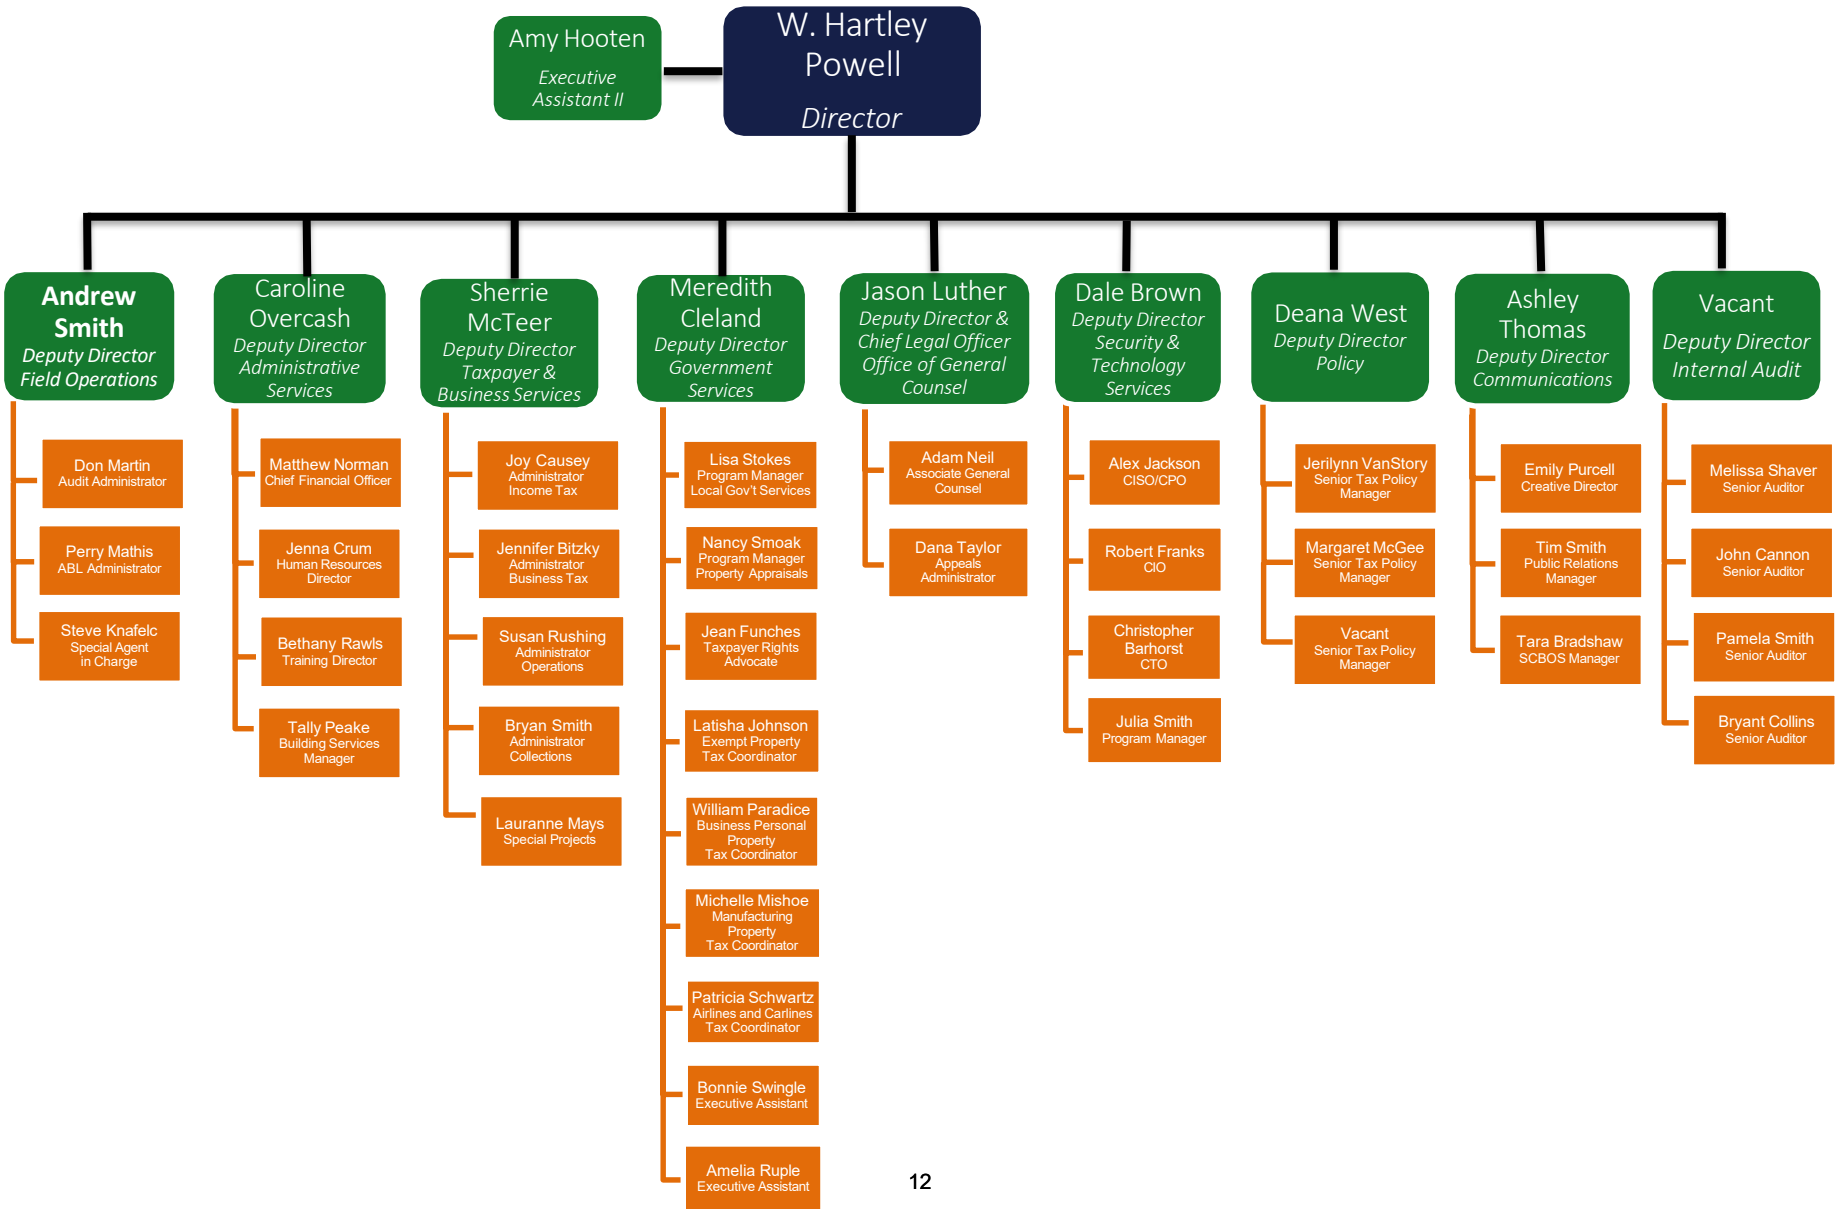 Amy Hooten
Executive
Assistant II
W. Hartley
Powell
Director
Andrew
Smith
Deputy Director
Field Operations
Don Martin
Audit Administrator
Perry Mathis
ABL Administrator
Steve Knafelc
Special Agent
in Charge
Caroline
Overcash
Deputy Director
Administrative
Services
Matthew Norman
Chief Financial Officer
Jenna Crum
Human Resources
Director
Bethany Rawls
Training Director
Tally Peake
Building Services
Manager
Sherrie
McTeer
Deputy Director
Taxpayer &
Business Services
Joy Causey
Administrator
Income Tax
Jennifer Bitzky
Administrator
Business Tax
Susan Rushing
Administrator
Operations
Bryan Smith
Administrator
Collections
Lauranne Mays
Special Projects
Meredith
Cleland
Deputy Director
Government
Services
Lisa Stokes
Program Manager
Local Gov't Services
Nancy Smoak
Program Manager
Property Appraisals
Jean Funches
Taxpayer Rights
Advocate
Latisha Johnson
Exempt Property
Tax Coordinator
William Paradice
Business Personal
Property
Tax Coordinator
Michelle Mishoe
Manufacturing
Property
Tax Coordinator
Patricia Schwartz
Airlines and Carlines
Tax Coordinator
Bonnie Swingle
Executive Assistant
Amelia Ruple
Executive Assistant
Jason Luther
Deputy Director &
Chief Legal Officer
Office of General
Counsel
Adam Neil
Associate General
Counsel
Dana Taylor
Appeals
Administrator
Dale Brown
Deputy Director
Security &
Technology
Services
Alex Jackson
CISO/CPO
Robert Franks
CIO
Christopher
Barhorst
CTO
Julia Smith
Program Manager
Deana West
Deputy Director
Policy
Jerilynn VanStory
Senior Tax Policy
Manager
Margaret McGee
Senior Tax Policy
Manager
Vacant
Senior Tax Policy
Manager
Ashley
Thomas
Deputy Director
Communications
Emily Purcell
Creative Director
Tim Smith
Public Relations
Manager
Tara Bradshaw
SCBOS Manager
Vacant
Deputy Director
Internal Audit
Melissa Shaver
Senior Auditor
John Cannon
Senior Auditor
Pamela Smith
Senior Auditor
Bryant Collins
Senior Auditor
12